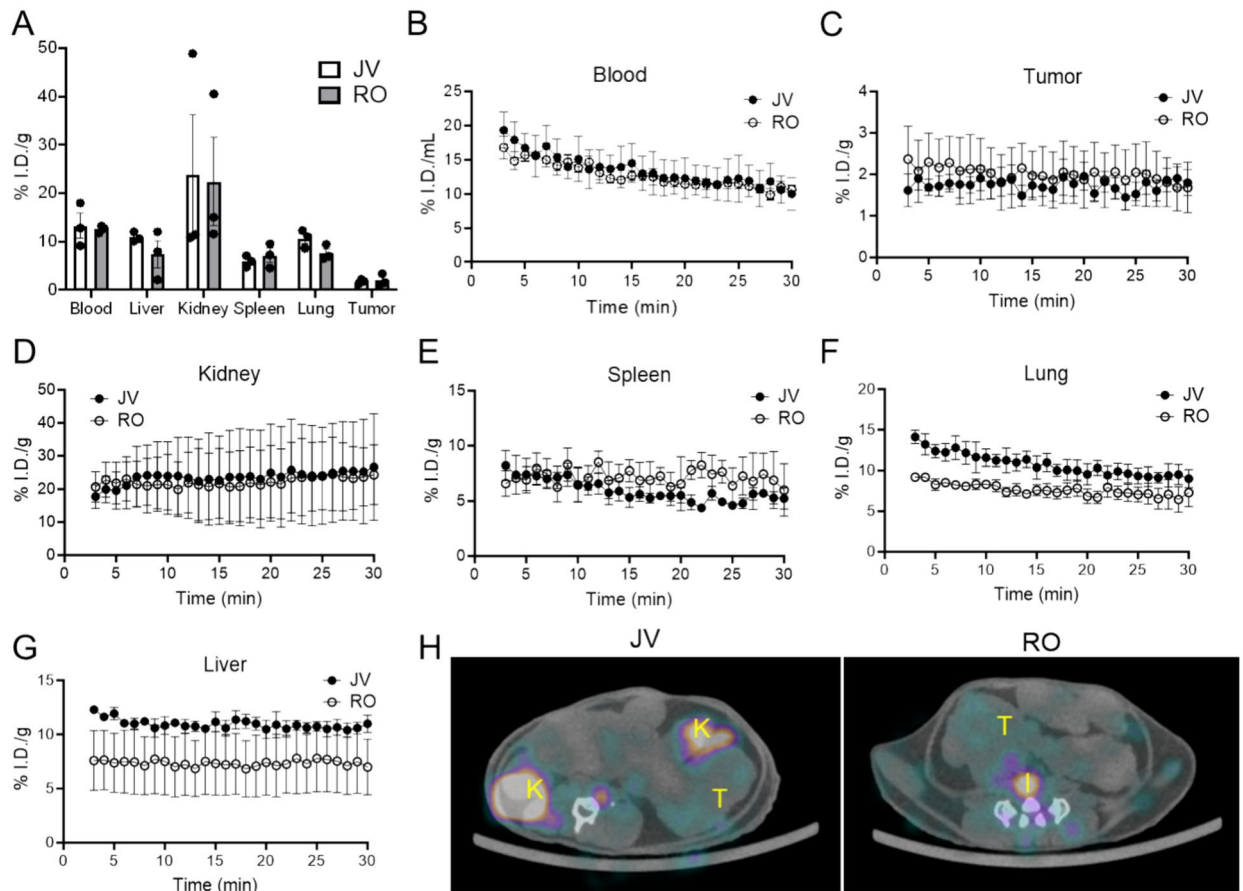 A
50
40
30
20
10
0
% I.D./g
JV
RO
Blood Liver Kidney Spleen Lung Tumor
B
Blood
25
20
15
10
5
0
% I.D./mL
JV
RO
0 5 10 15 20 25 30
Time (min)
C
Tumor
4
3
2
1
0
% I.D./g
JV
RO
0 5 10 15 20 25 30
Time (min)
D
Kidney
50
40
30
20
10
0
% I.D./g
JV
RO
0 5 10 15 20 25 30
Time (min)
E
Spleen
15
10
5
0
% I.D./g
JV
RO
0 5 10 15 20 25 30
Time (min)
F
Lung
20
15
10
5
0
% I.D./g
JV
RO
0 5 10 15 20 25 30
Time (min)
G
Liver
15
10
5
0
% I.D./g
JV
RO
0 5 10 15 20 25 30
Time (min)
H
JV
K
K
T
RO
T
I